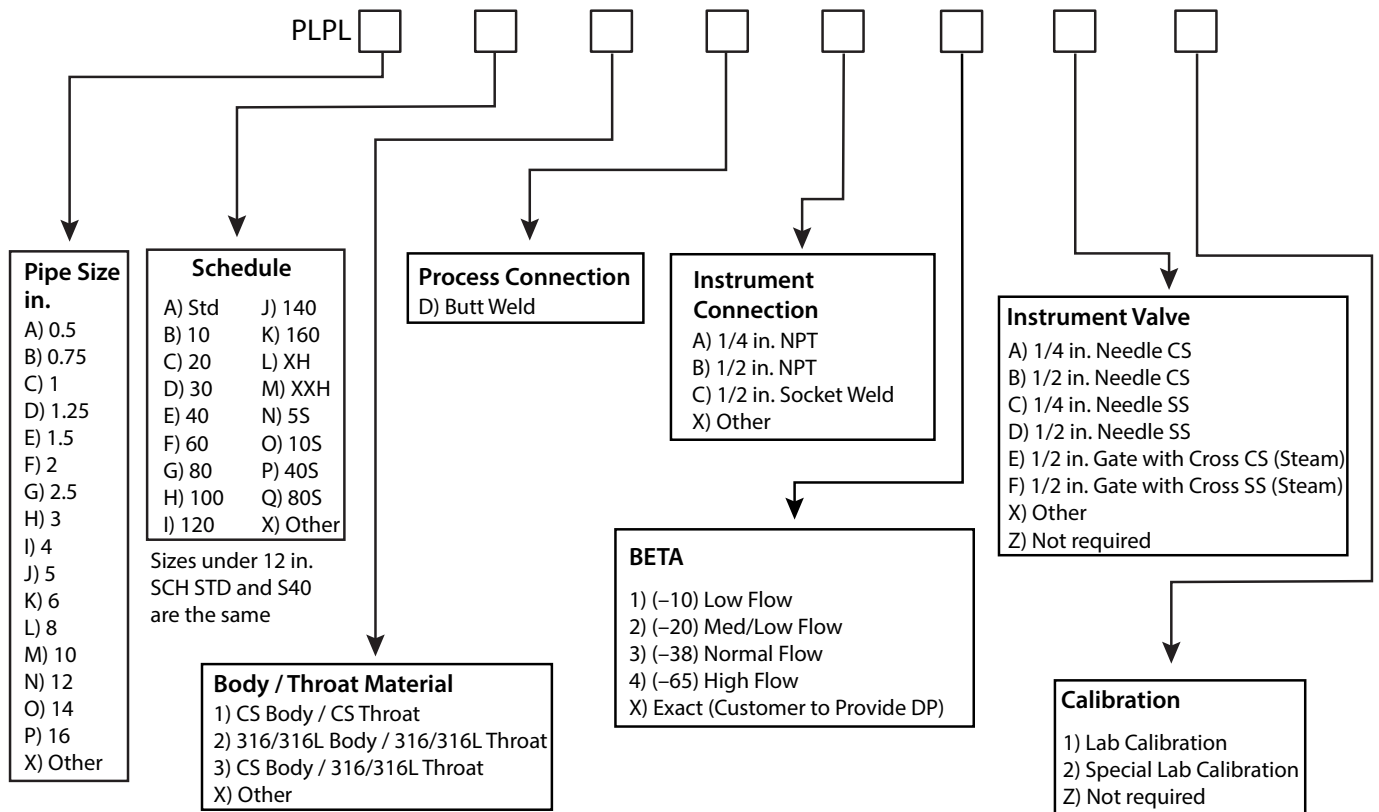 PLPL
Pipe Size
in.
A) 0.5
B) 0.75
C) 1
D) 1.25
E) 1.5
F) 2
G) 2.5
H) 3
I) 4
J) 5
K) 6
L) 8
M) 10
N) 12
O) 14
P) 16
X) Other
Schedule
A) Std
B) 10
C) 20
D) 30
E) 40
F) 60
G) 80
H) 100
I) 120
J) 140
K) 160
L) XH
M) XXH
N) 5S
O) 10S
P) 40S
Q) 80S
X) Other
Sizes under 12 in.
SCH STD and S40
are the same
Body / Throat Material
1) CS Body / CS Throat
2) 316/316L Body / 316/316L Throat
3) CS Body / 316/316L Throat
X) Other
Process Connection
D) Butt Weld
Instrument
Connection
A) 1/4 in. NPT
B) 1/2 in. NPT
C) 1/2 in. Socket Weld
X) Other
BETA
1) (–10) Low Flow
2) (–20) Med/Low Flow
3) (–38) Normal Flow
4) (–65) High Flow
X) Exact (Customer to Provide DP)
Instrument Valve
A) 1/4 in. Needle CS
B) 1/2 in. Needle CS
C) 1/4 in. Needle SS
D) 1/2 in. Needle SS
E) 1/2 in. Gate with Cross CS (Steam)
F) 1/2 in. Gate with Cross SS (Steam)
X) Other
Z) Not required
Calibration
1) Lab Calibration
2) Special Lab Calibration
Z) Not required